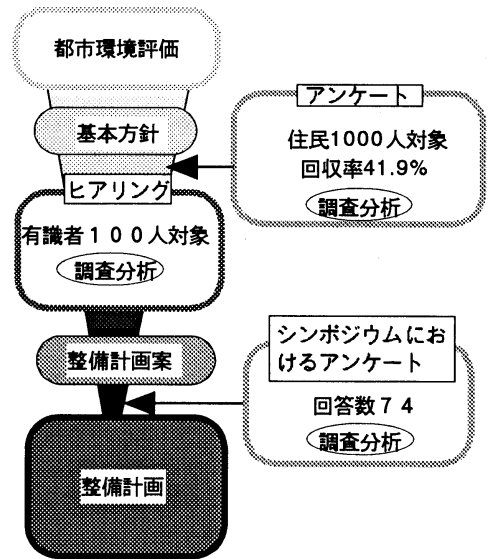 都市環境評価
基本方針
アンケート
住民1000人対象
回収率41.9%
調査分析
ヒアリング
有識者100人対象
調査分析
整備計画案
シンポジウムにお
けるアンケート
回答数74
調査分析
整備計画